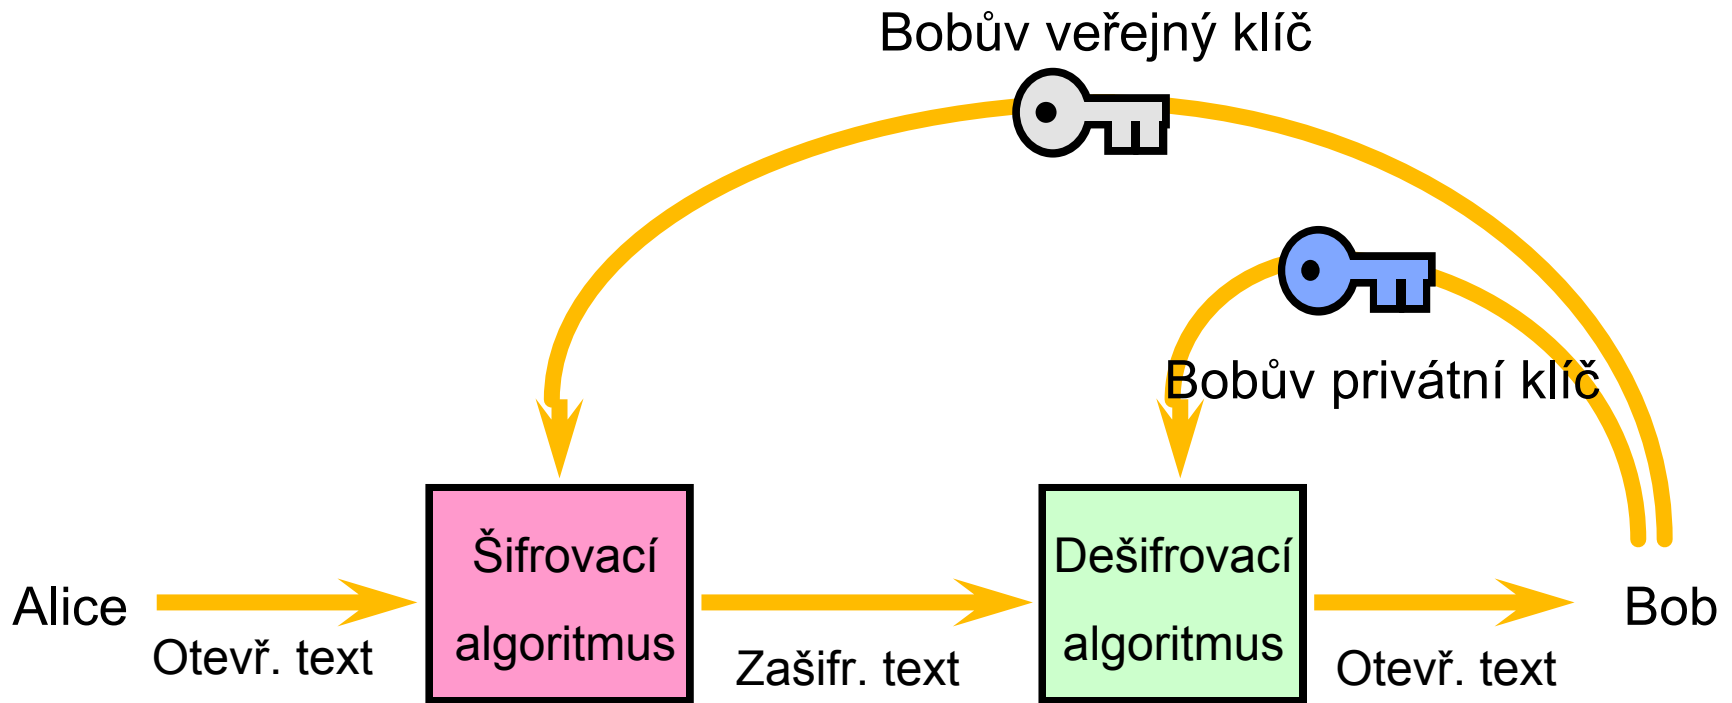 Bobův veřejný klíč
Bobův privátní klíč
Alice
Otevř. text
Šifrovací
algoritmus
Zašifr. text
Dešifrovací
algoritmus
Otevř. text
Bob